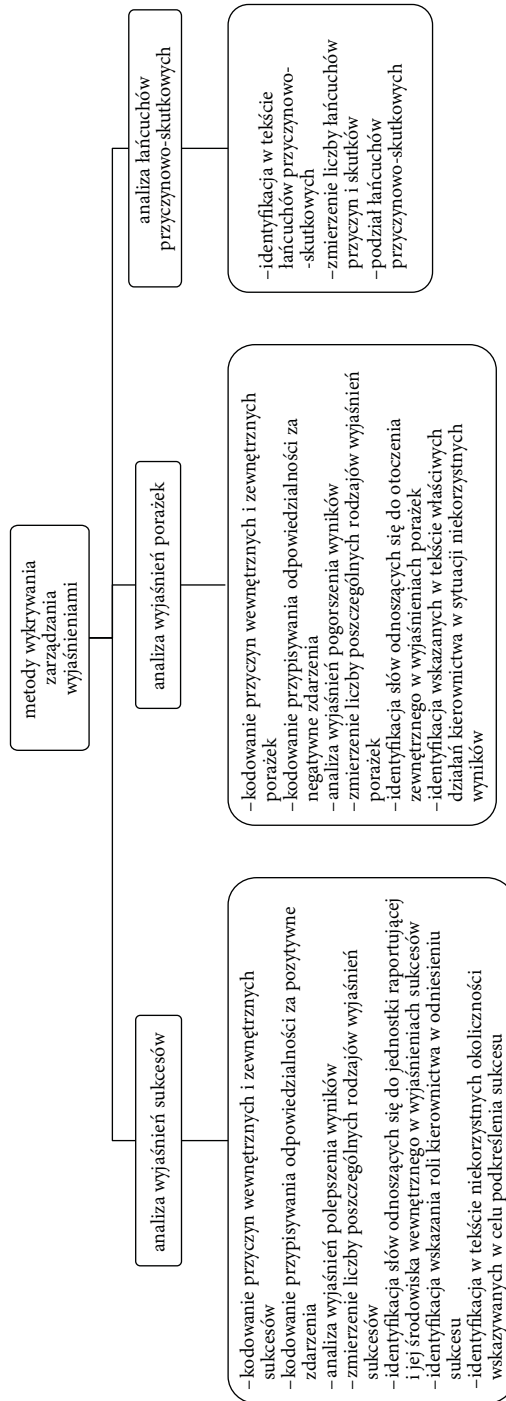 metody wykrywania
zarządzania
wyjaśnieniami
analiza wyjaśnień sukcesów
–kodowanie przyczyn wewnętrznych i zewnętrznych
sukcesów
–kodowanie przypisywania odpowiedzialności za pozytywne
zdarzenia
–analiza wyjaśnień polepszenia wyników
–zmierzenie liczby poszczególnych rodzajów wyjaśnień
sukcesów
–identyfikacja słów odnoszących się do jednostki raportującej
i jej środowiska wewnętrznego w wyjaśnieniach sukcesów
–identyfikacja wskazania roli kierownictwa w odniesieniu
sukcesu
–identyfikacja w tekście niekorzystnych okoliczności
wskazywanych w celu podkreślenia sukcesu
analiza wyjaśnień porażek
–kodowanie przyczyn wewnętrznych i zewnętrznych
porażek
–kodowanie przypisywania odpowiedzialności za
negatywne zdarzenia
–analiza wyjaśnień pogorszenia wyników
–zmierzenie liczby poszczególnych rodzajów wyjaśnień
porażek
–identyfikacja słów odnoszących się do otoczenia
zewnętrznego w wyjaśnieniach porażek
–identyfikacja wskazanych w tekście właściwych
działań kierownictwa w sytuacji niekorzystnych
wyników
analiza łańcuchów
przyczynowo-skutkowych
–identyfikacja w tekście
łańcuchów przyczynowo-
-skutkowych
–zmierzenie liczby łańcuchów
przyczyn i skutków
–podział łańcuchów
przyczynowo-skutkowych